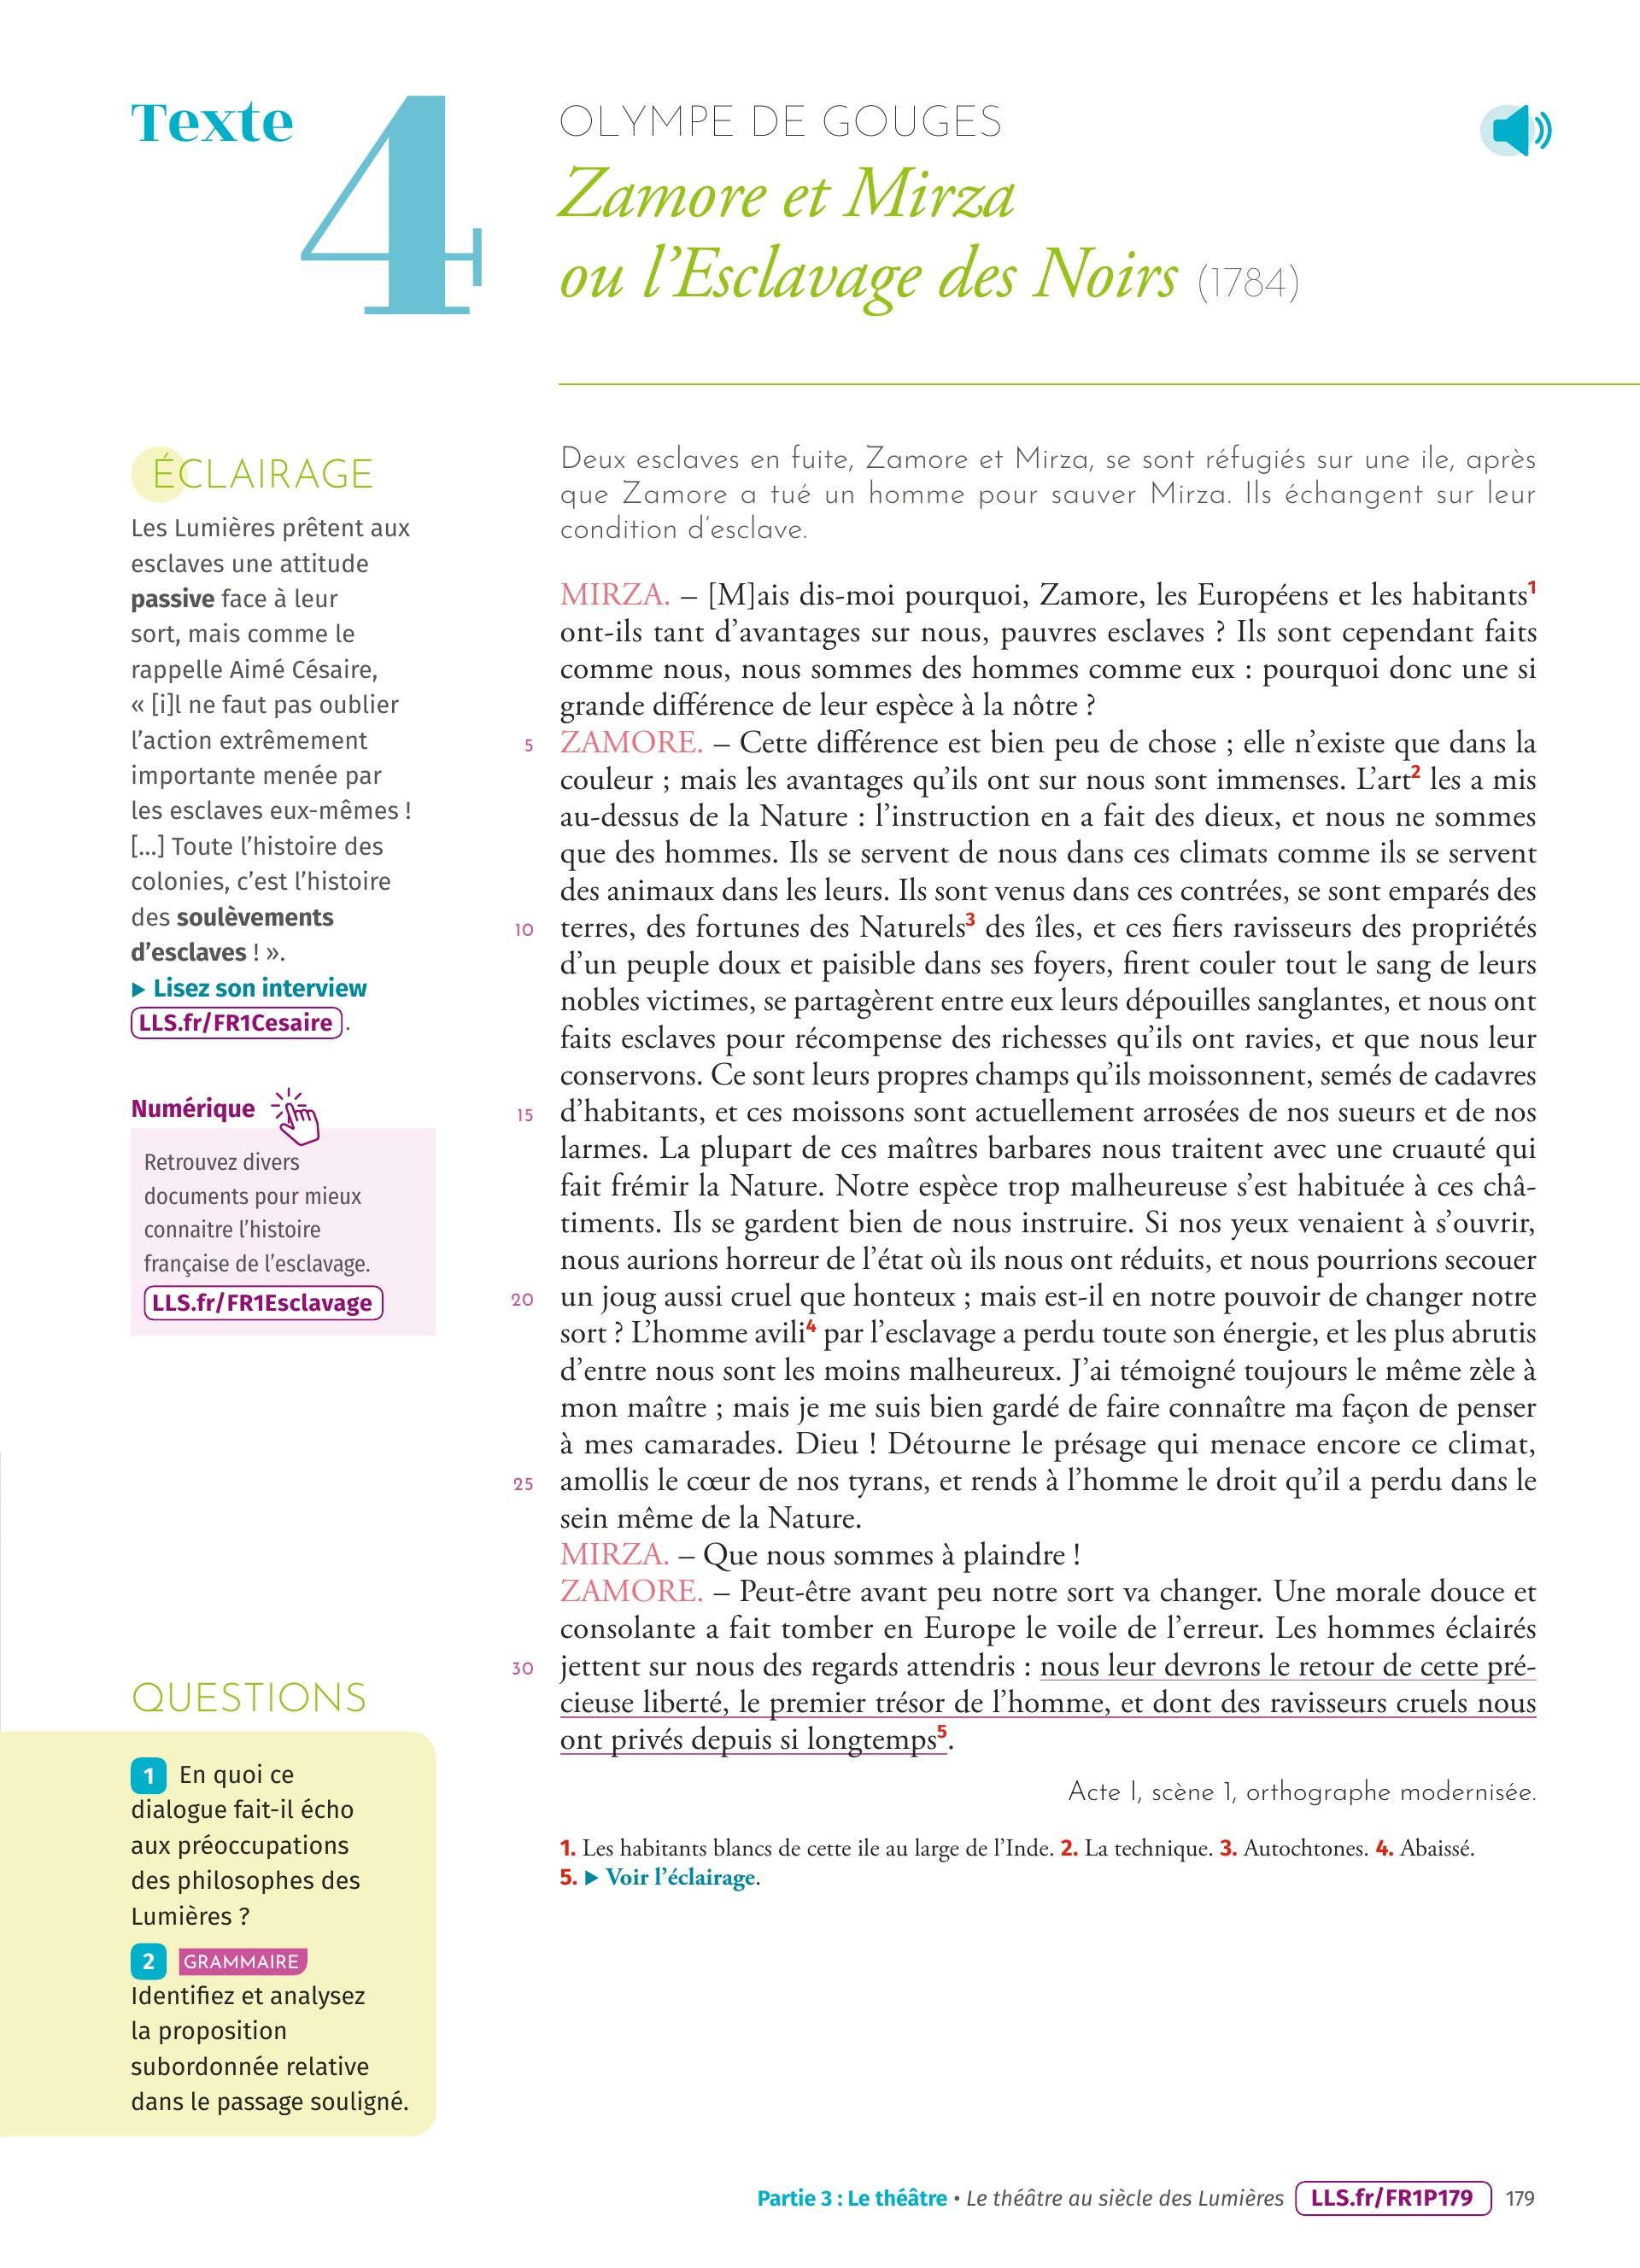 Texte 4
OLYMPE DE GOUGES
Zamore et Mirza
ou l'Esclavage des Noirs (1784)
ÉCLAIRAGE
Les Lumières prêtent aux
esclaves une attitude
passive face à leur
sort, mais comme le
rappelle Aimé Césaire,
« [i]l ne faut pas oublier
l'action extrêmement
importante menée par
les esclaves eux-mêmes !
[…] Toute l'histoire des
colonies, c'est l'histoire
des soulèvements
d'esclaves ! ».
▶ Lisez son interview
LLS.fr/FR1Cesaire .
Numérique
Retrouvez divers
documents pour mieux
connaitre l'histoire
française de l'esclavage.
LLS.fr/FR1Esclavage
QUESTIONS
1 En quoi ce
dialogue fait-il écho
aux préoccupations
des philosophes des
Lumières ?
2 GRAMMAIRE
Identifiez et analysez
la proposition
subordonnée relative
dans le passage souligné.
Deux esclaves en fuite, Zamore et Mirza, se sont réfugiés sur une ile, après
que Zamore a tué un homme pour sauver Mirza. Ils échangent sur leur
condition d'esclave.
MIRZA. – [M]ais dis-moi pourquoi, Zamore, les Européens et les habitants1
ont-ils tant d'avantages sur nous, pauvres esclaves ? Ils sont cependant faits
comme nous, nous sommes des hommes comme eux : pourquoi donc une si
grande différence de leur espèce à la nôtre ?
5 ZAMORE. – Cette différence est bien peu de chose ; elle n'existe que dans la
couleur ; mais les avantages qu'ils ont sur nous sont immenses. L'art2 les a mis
au-dessus de la Nature : l'instruction en a fait des dieux, et nous ne sommes
que des hommes. Ils se servent de nous dans ces climats comme ils se servent
des animaux dans les leurs. Ils sont venus dans ces contrées, se sont emparés des
10 terres, des fortunes des Naturels3 des îles, et ces fiers ravisseurs des propriétés
d'un peuple doux et paisible dans ses foyers, firent couler tout le sang de leurs
nobles victimes, se partagèrent entre eux leurs dépouilles sanglantes, et nous ont
faits esclaves pour récompense des richesses qu'ils ont ravies, et que nous leur
conservons. Ce sont leurs propres champs qu'ils moissonnent, semés de cadavres
15 d'habitants, et ces moissons sont actuellement arrosées de nos sueurs et de nos
larmes. La plupart de ces maîtres barbares nous traitent avec une cruauté qui
fait frémir la Nature. Notre espèce trop malheureuse s'est habituée à ces châ-
timents. Ils se gardent bien de nous instruire. Si nos yeux venaient à s'ouvrir,
nous aurions horreur de l'état où ils nous ont réduits, et nous pourrions secouer
20 un joug aussi cruel que honteux ; mais est-il en notre pouvoir de changer notre
sort ? L'homme avili4 par l'esclavage a perdu toute son énergie, et les plus abrutis
d'entre nous sont les moins malheureux. J'ai témoigné toujours le même zèle à
mon maître ; mais je me suis bien gardé de faire connaître ma façon de penser
à mes camarades. Dieu ! Détourne le présage qui menace encore ce climat,
25 amollis le cœur de nos tyrans, et rends à l'homme le droit qu'il a perdu dans le
sein même de la Nature.
MIRZA. – Que nous sommes à plaindre !
ZAMORE. – Peut-être avant peu notre sort va changer. Une morale douce et
consolante a fait tomber en Europe le voile de l'erreur. Les hommes éclairés
30 jettent sur nous des regards attendris : nous leur devrons le retour de cette pré-
cieuse liberté, le premier trésor de l'homme, et dont des ravisseurs cruels nous
ont privés depuis si longtemps5.
Acte I, scène 1, orthographe modernisée.
1. Les habitants blancs de cette ile au large de l'Inde. 2. La technique. 3. Autochtones. 4. Abaissé.
5. ▶ Voir l'éclairage.
Partie 3 : Le théâtre • Le théâtre au siècle des Lumières LLS.fr/FR1P179 179